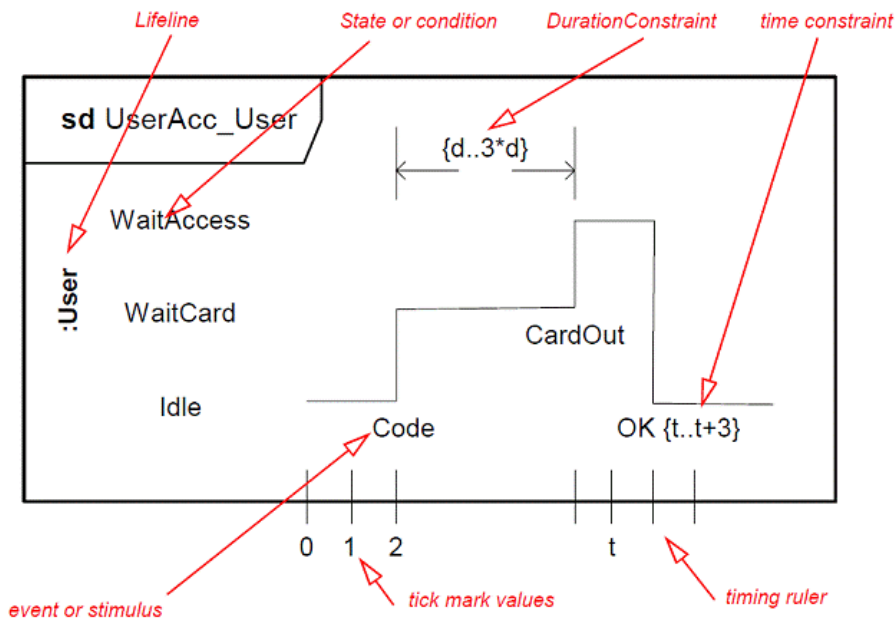 Lifeline State or condition DurationConstraint time constraint
sd UserAcc_User
{d..3*d}
WaitAccess
:User
WaitCard
CardOut
Idle
Code OK {t..t+3}
0 1 2 t
event or stimulus tick mark values timing ruler